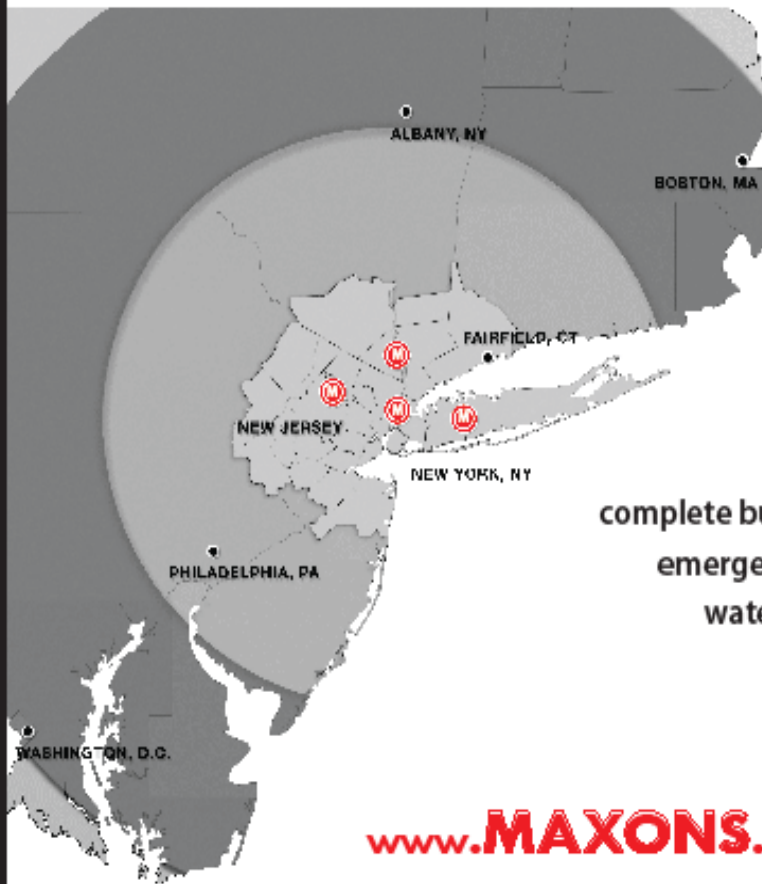 ALBANY, NY
BOSTON, MA
FAIRFIELD, CT
M
M
M
M
NEW JERSEY
NEW YORK, NY
complete bu
emerge
wate
PHILADELPHIA, PA
WASHINGTON, D.C.
www.MAXONS.